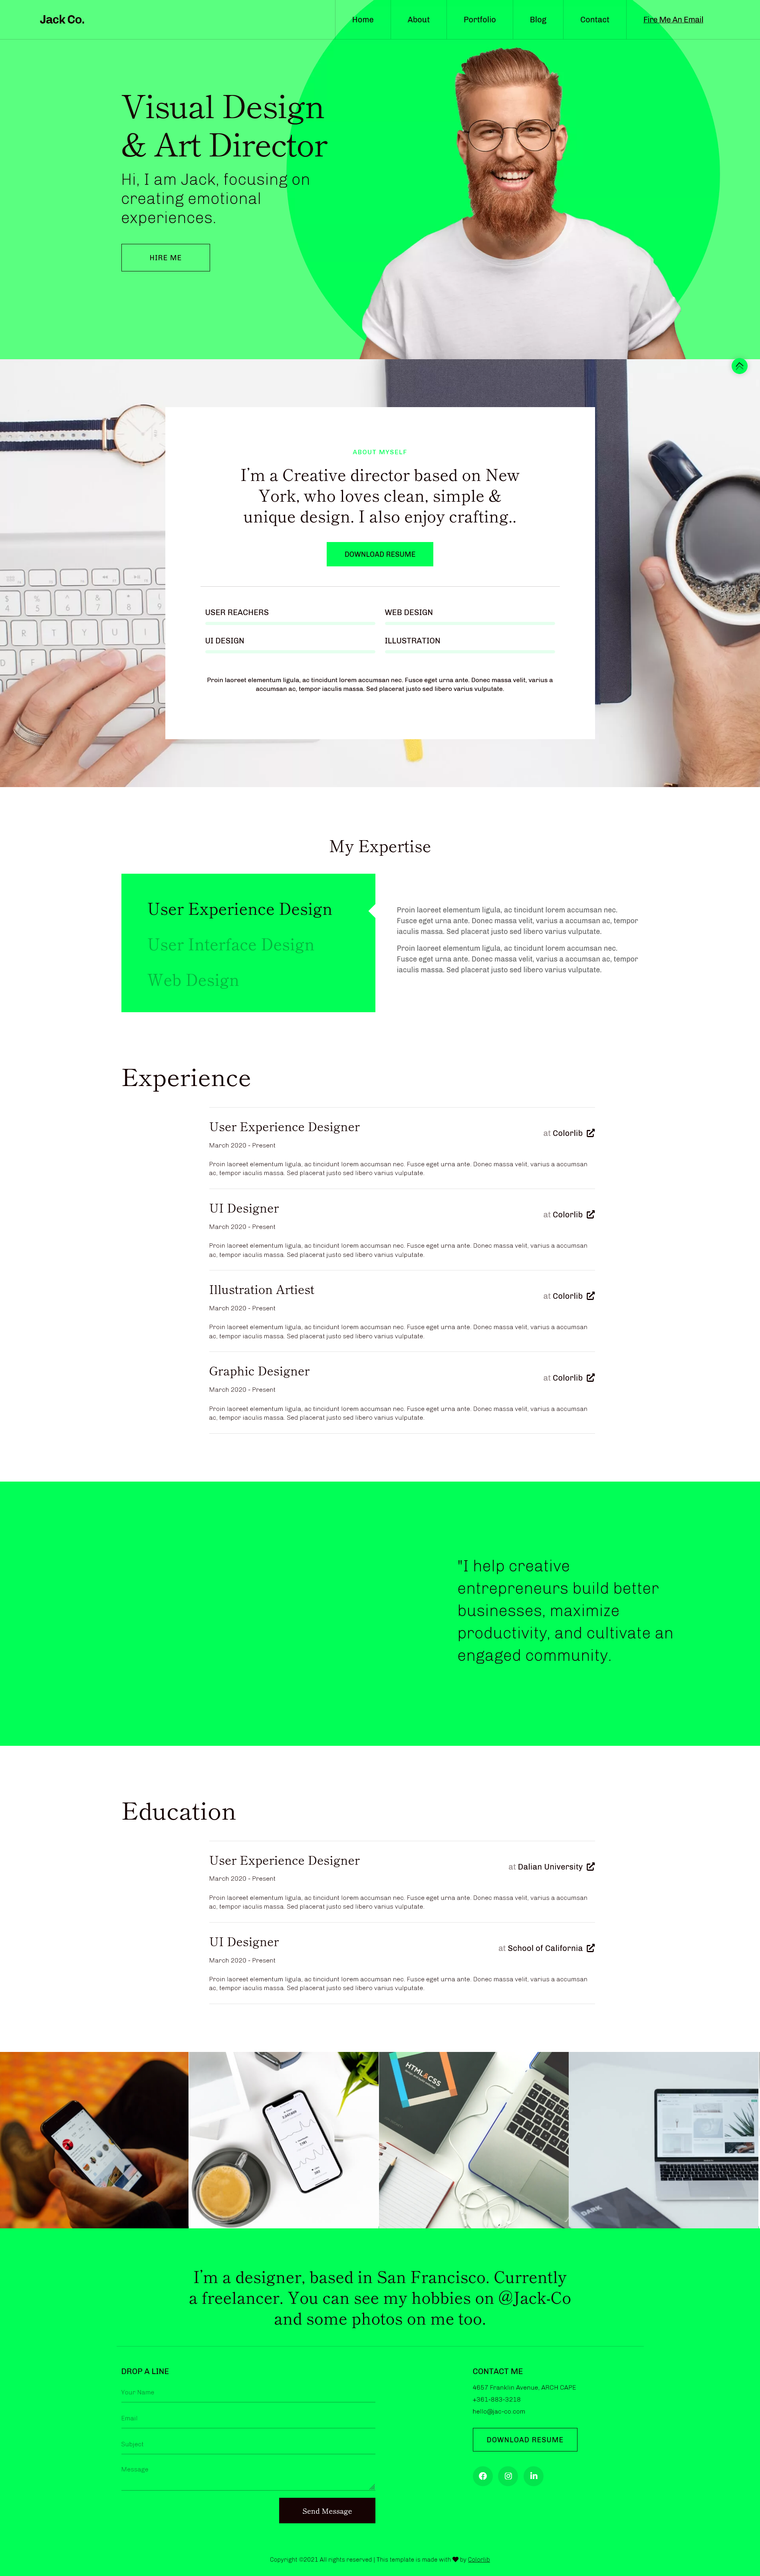 Jack Co.
Home
About
Portfolio
Blog
Contact
Fire Me An Email
Visual Design
& Art Director
Hi, I am Jack, focusing on
creating emotional
experiences.
HIRE ME
ABOUT MYSELF
I'm a Creative director based on New
York, who loves clean, simple &
unique design. I also enjoy crafting..
DOWNLOAD RESUME
USER REACHERS
WEB DESIGN
UI DESIGN
ILLUSTRATION
Proin laoreet elementum ligula, ac tincidunt lorem accumsan nec. Fusce eget urna ante. Donec massa velit, varius a
accumsan ac, tempor iaculis massa. Sed placerat justo sed libero varius vulputate.
My Expertise
User Experience Design
User Interface Design
Web Design
Proin laoreet elementum ligula, ac tincidunt lorem accumsan nec.
Fusce eget urna ante. Donec massa velit, varius a accumsan ac, tempor
iaculis massa. Sed placerat justo sed libero varius vulputate.
Proin laoreet elementum ligula, ac tincidunt lorem accumsan nec.
Fusce eget urna ante. Donec massa velit, varius a accumsan ac, tempor
iaculis massa. Sed placerat justo sed libero varius vulputate.
Experience
User Experience Designer
at Colorlib
March 2020 - Present
Proin laoreet elementum ligula, ac tincidunt lorem accumsan nec. Fusce eget urna ante. Donec massa velit, varius a accumsan
ac, tempor iaculis massa. Sed placerat justo sed libero varius vulputate.
UI Designer
at Colorlib
March 2020 - Present
Proin laoreet elementum ligula, ac tincidunt lorem accumsan nec. Fusce eget urna ante. Donec massa velit, varius a accumsan
ac, tempor iaculis massa. Sed placerat justo sed libero varius vulputate.
Illustration Artiest
at Colorlib
March 2020 - Present
Proin laoreet elementum ligula, ac tincidunt lorem accumsan nec. Fusce eget urna ante. Donec massa velit, varius a accumsan
ac, tempor iaculis massa. Sed placerat justo sed libero varius vulputate.
Graphic Designer
at Colorlib
March 2020 - Present
Proin laoreet elementum ligula, ac tincidunt lorem accumsan nec. Fusce eget urna ante. Donec massa velit, varius a accumsan
ac, tempor iaculis massa. Sed placerat justo sed libero varius vulputate.
"I help creative
entrepreneurs build better
businesses, maximize
productivity, and cultivate an
engaged community.
Education
User Experience Designer
at Dalian University
March 2020 - Present
Proin laoreet elementum ligula, ac tincidunt lorem accumsan nec. Fusce eget urna ante. Donec massa velit, varius a accumsan
ac, tempor iaculis massa. Sed placerat justo sed libero varius vulputate.
UI Designer
at School of California
March 2020 - Present
Proin laoreet elementum ligula, ac tincidunt lorem accumsan nec. Fusce eget urna ante. Donec massa velit, varius a accumsan
ac, tempor iaculis massa. Sed placerat justo sed libero varius vulputate.
HTML&CSS
DARK
I'm a designer, based in San Francisco. Currently
a freelancer. You can see my hobbies on @Jack-Co
and some photos on me too.
DROP A LINE
Your Name
Email
Subject
Message
Send Message
CONTACT ME
4657 Franklin Avenue, ARCH CAPE
+361-683-3218
hello@jac-co.com
DOWNLOAD RESUME
Copyright ©2021 All rights reserved | This template is made with by Colorlib